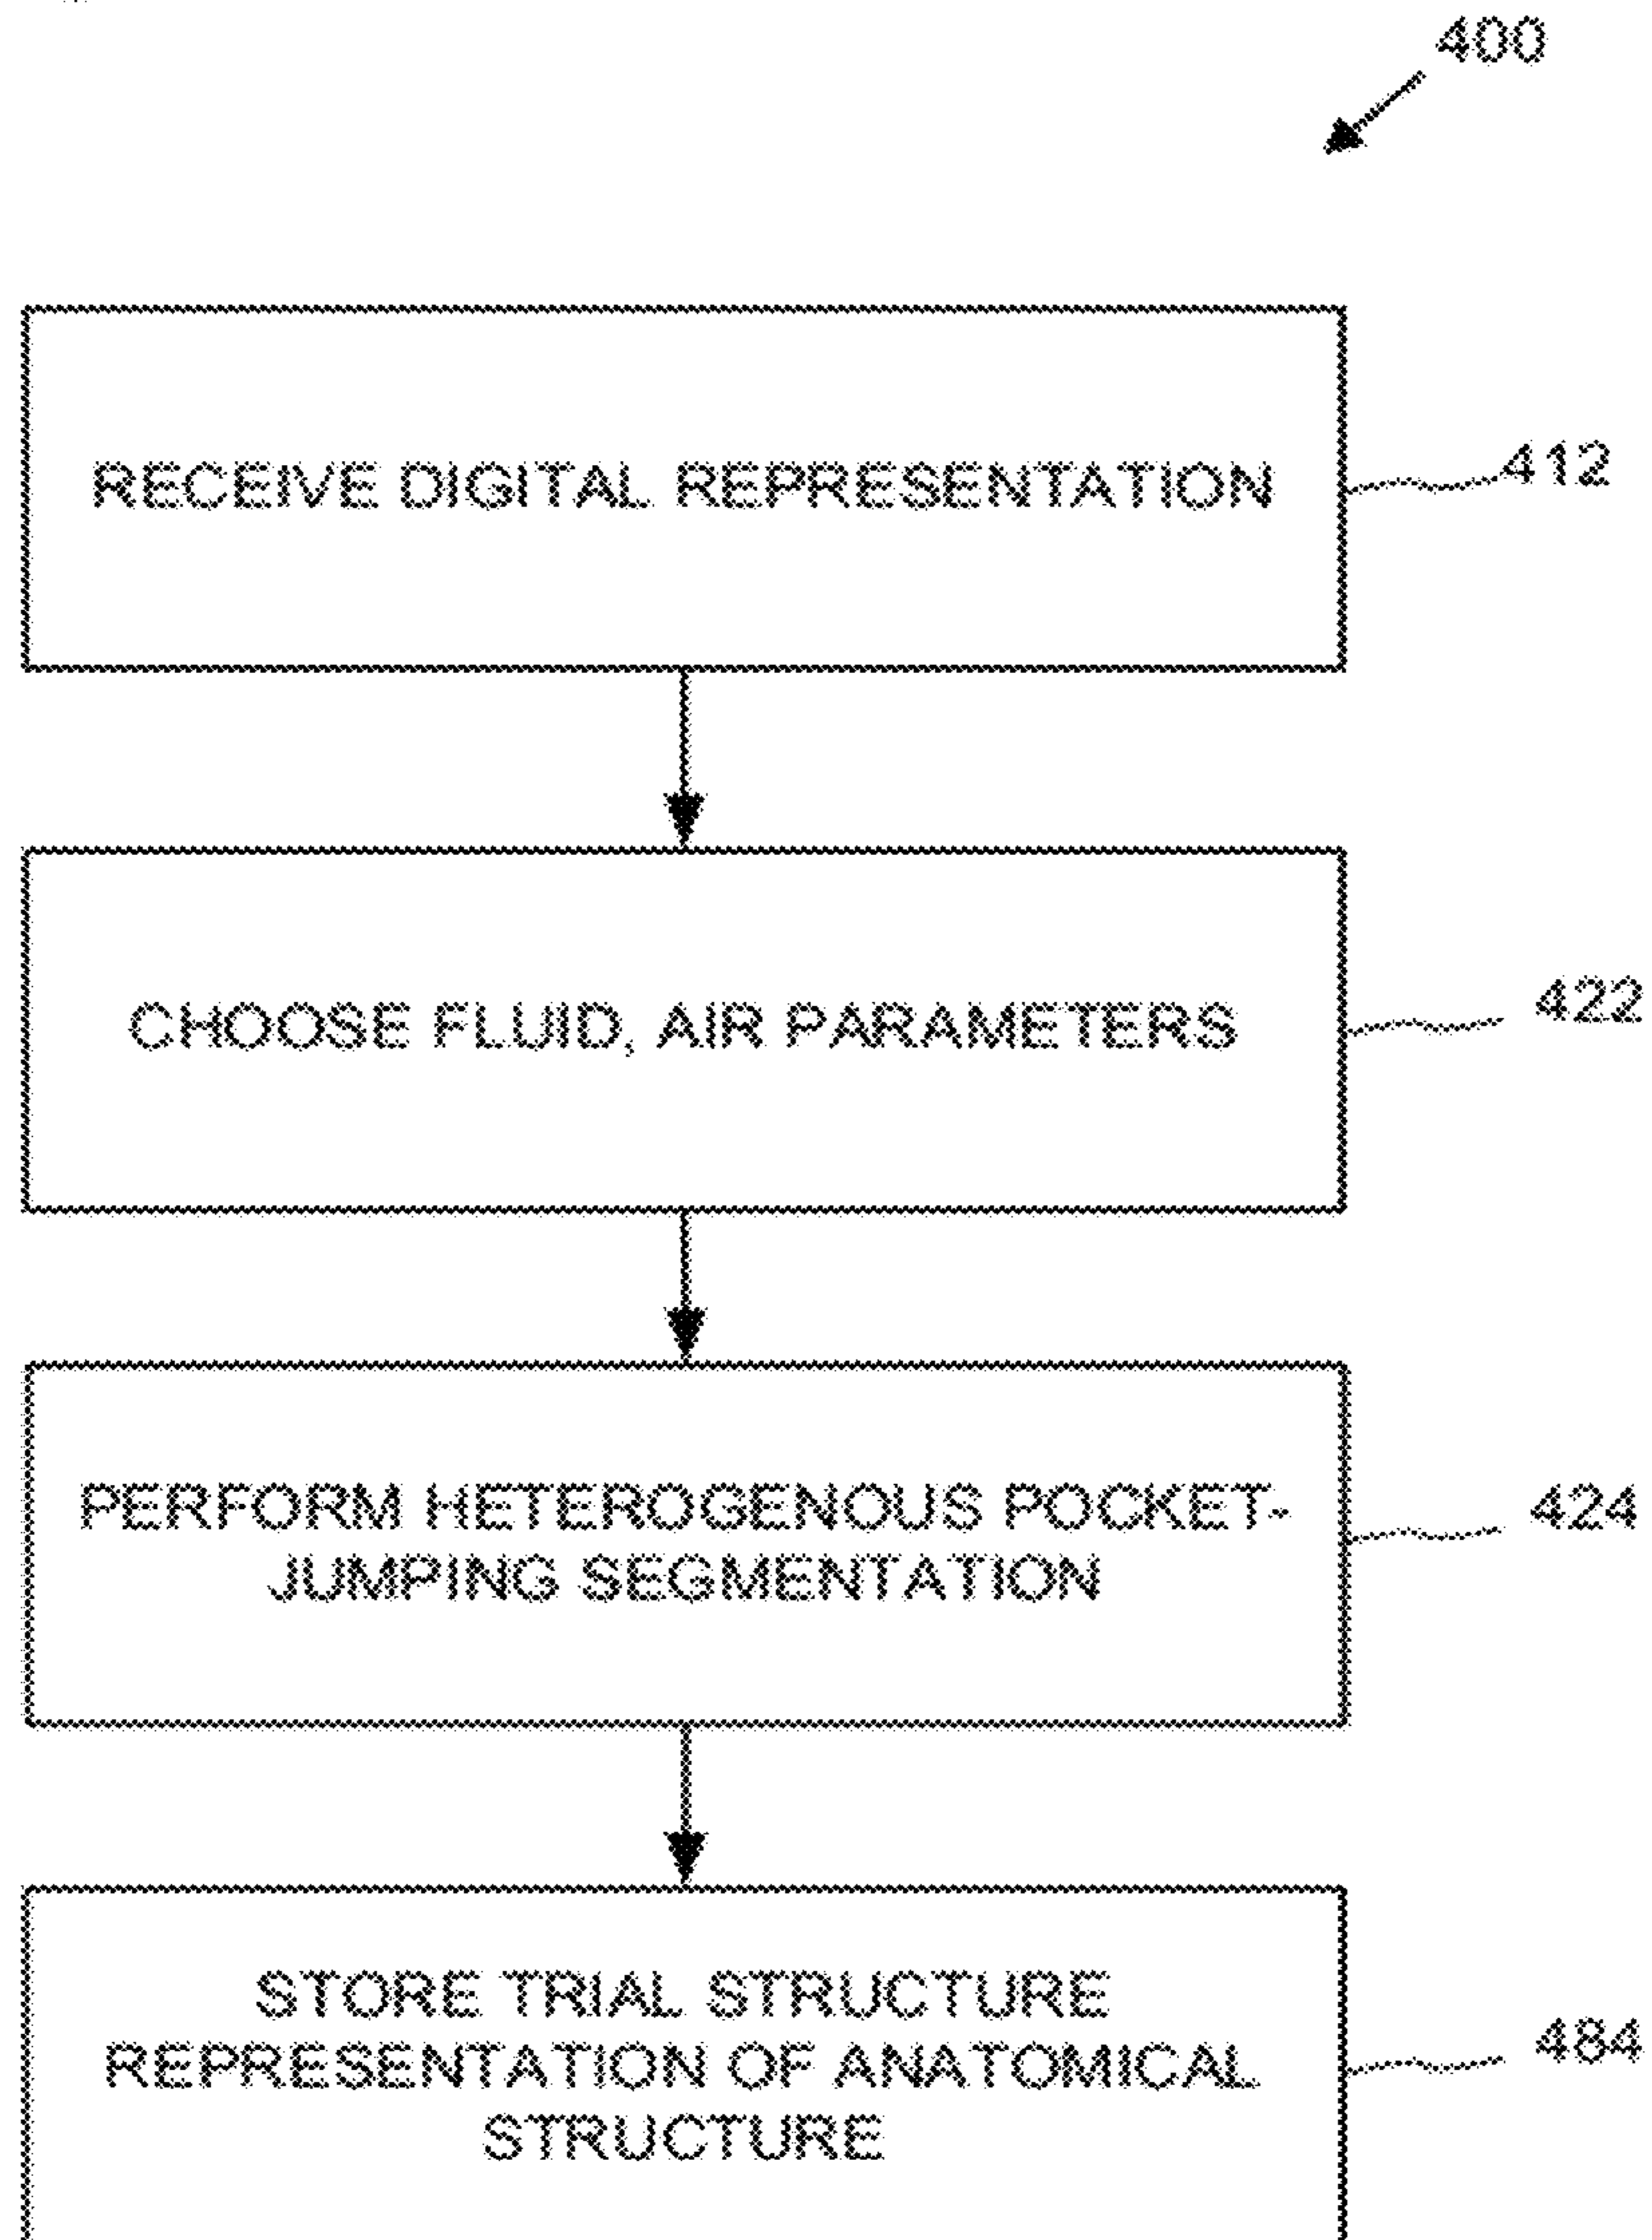 400
RECEIVE DIGITAL REPRESENTATION
412
CHOOSE FLUID, AIR PARAMETERS
422
PERFORM HETEROGENOUS POCKET-
JUMPING SEGMENTATION
424
STORE TRIAL STRUCTURE
REPRESENTATION OF ANATOMICAL
STRUCTURE
484